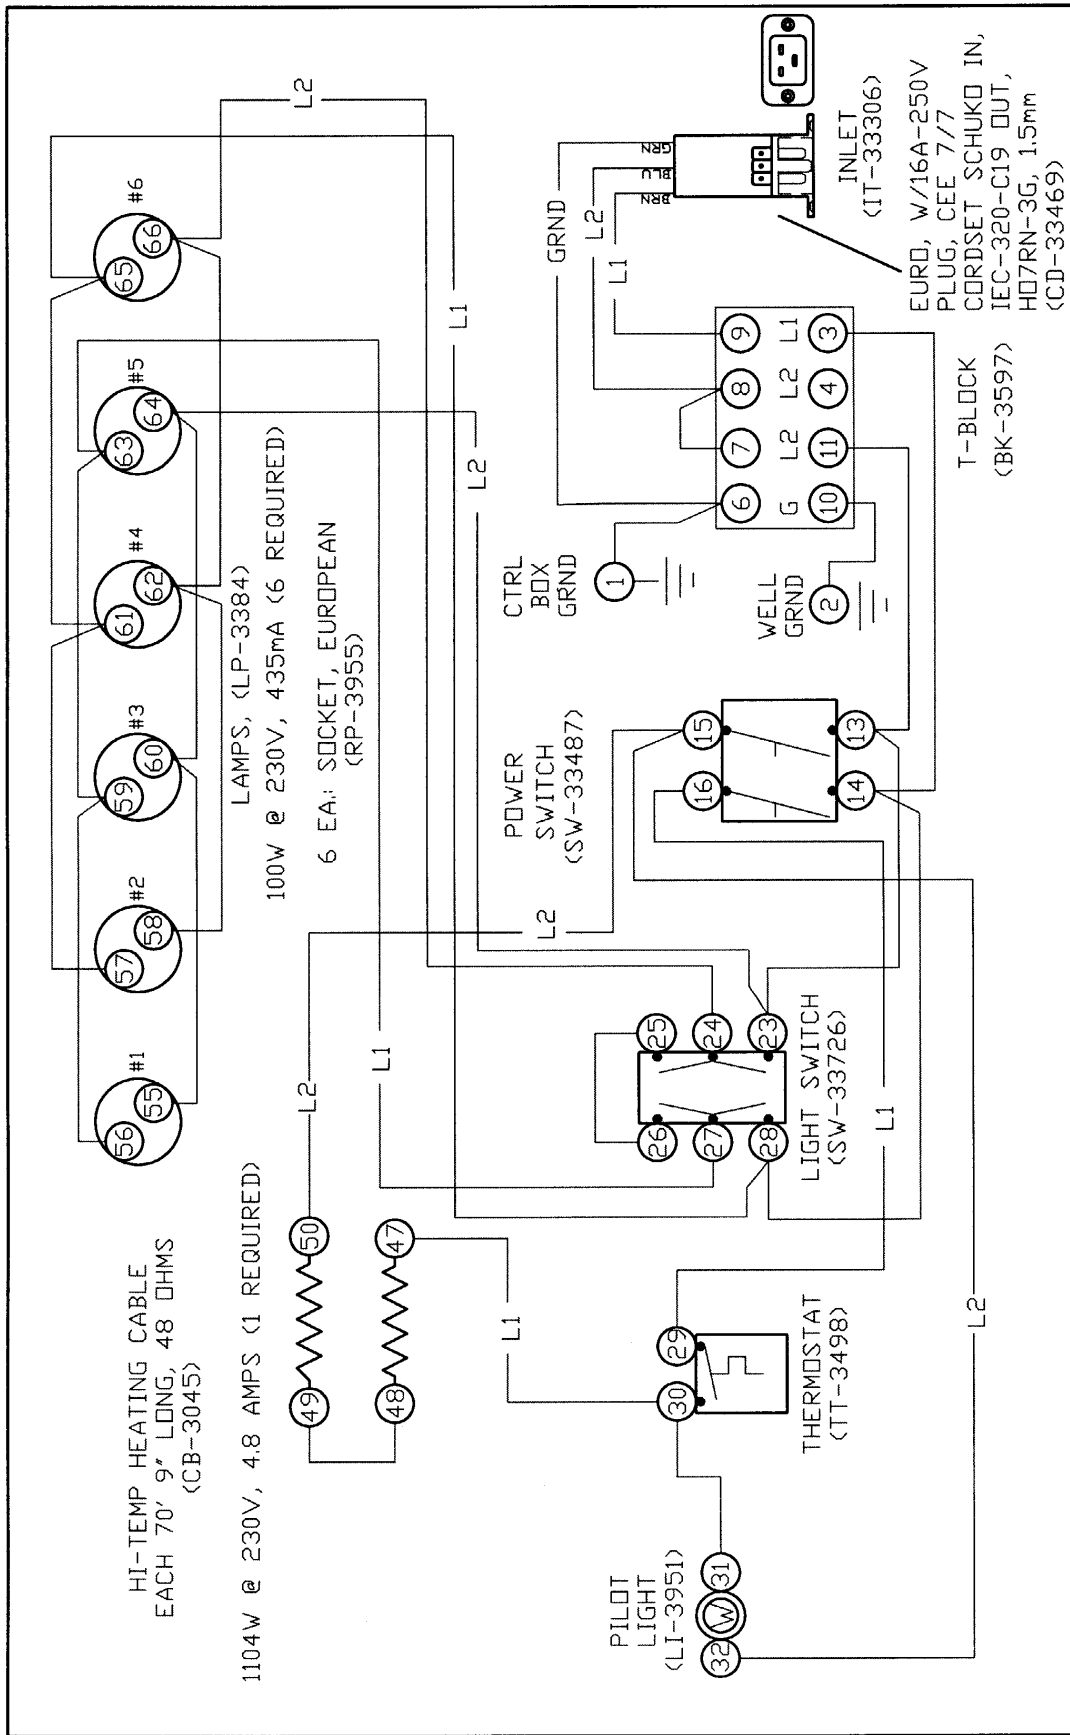 HI-TEMP HEATING CABLE
EACH 70' 9" LONG, 48 OHMS
(CB-3045)
1104W @ 230V, 4.8 AMPS (1 REQUIRED)
49
50
48
47
L2
L1
56
55
#1
57
58
#2
59
60
#3
61
62
#4
63
64
#5
65
66
#6
LAMPS, (LP-3384)
100W @ 230V, 435mA (6 REQUIRED)
6 EA.: SOCKET, EUROPEAN
(RP-3955)
L1
L2
L1
L2
L2
PILOT
LIGHT
(LI-3951)
32
W
31
30
29
THERMOSTAT
(TT-3498)
L1
L2
26
25
27
24
28
23
LIGHT SWITCH
(SW-33726)
POWER
SWITCH
(SW-33487)
16
15
14
13
CTRL
BOX
GRND
1
WELL
GRND
2
6
7
8
9
G
L2
L2
L1
10
11
4
3
T-BLOCK
(BK-3597)
GRND
L2
L1
BRN
BLU
GRN
INLET
(IT-33306)
EURO, W/16A-250V
PLUG, CEE 7/7
CORDSET SCHUKO IN,
IEC-320-C19 OUT,
HO7RN-3G, 1.5mm
(CD-33469)